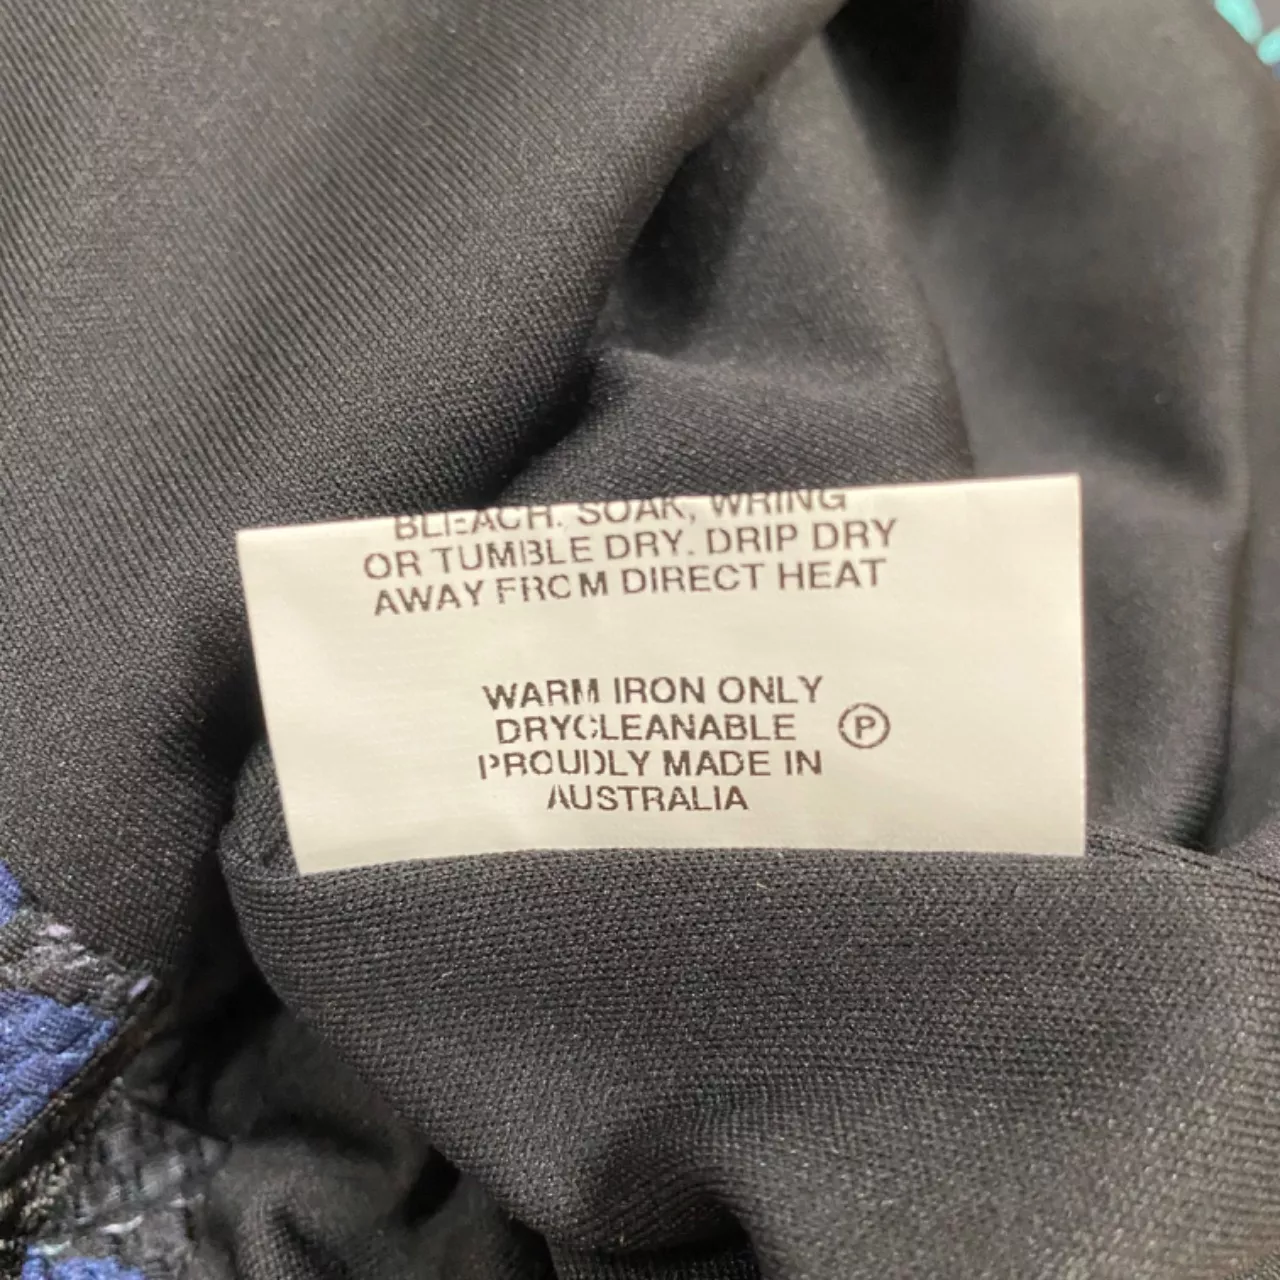 BLEACH. SOAK, WRING
OR TUMBLE DRY. DRIP DRY
AWAY FROM DIRECT HEAT
WARM IRON ONLY
DRYCLEANABLE Ⓟ
PROUDLY MADE IN
AUSTRALIA